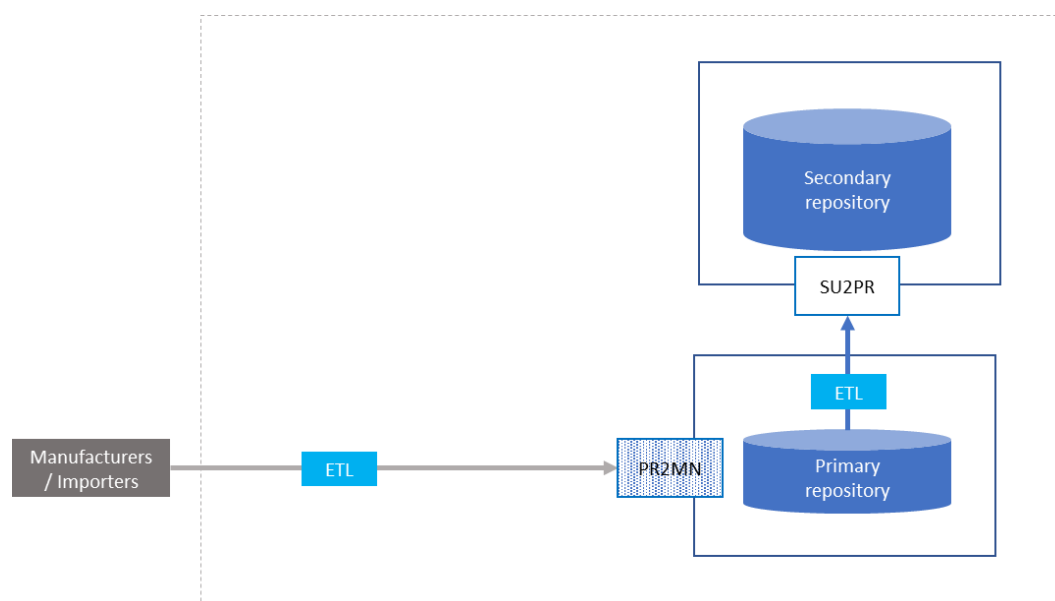 Secondary
repository
SU2PR
ETL
Manufacturers
/ Importers
ETL
PR2MN
Primary
repository